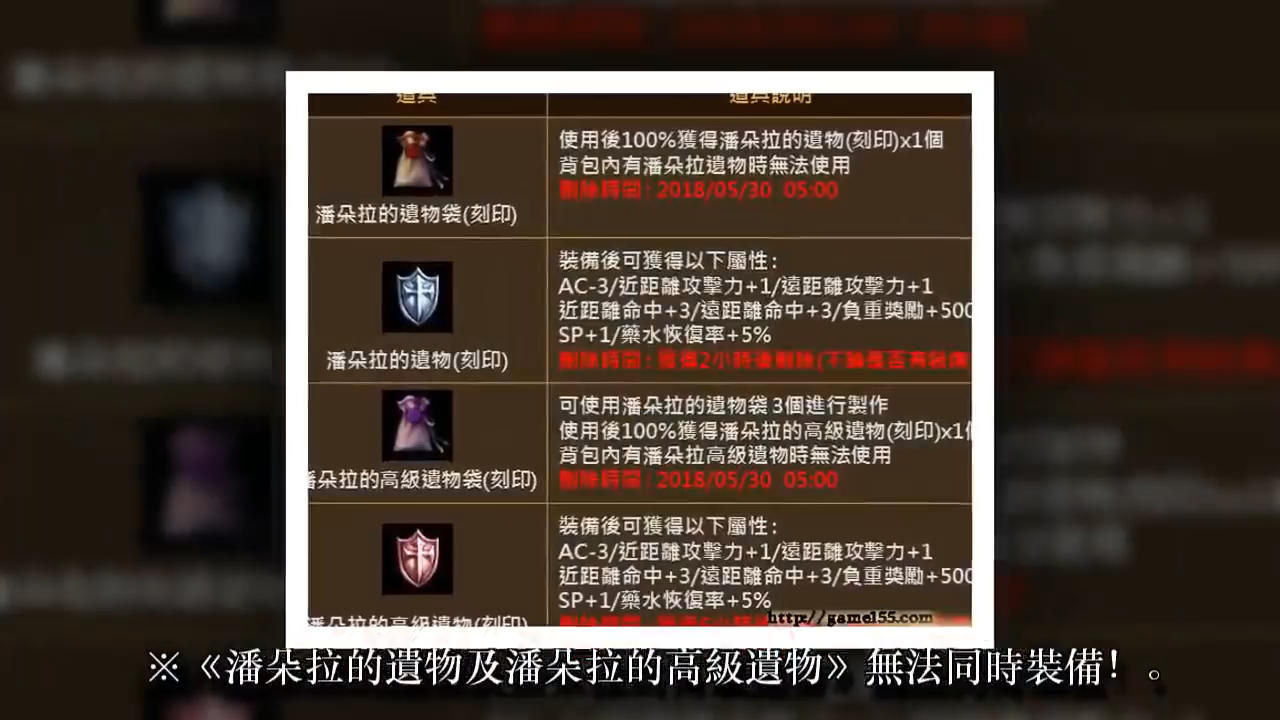 道具
道具說明
使用後100%獲得潘朵拉的遺物(刻印)x1個
背包內有潘朵拉遺物時無法使用
刪除時間: 2018/05/30 05:00
潘朵拉的遺物袋(刻印)
裝備後可獲得以下屬性:
AC-3/近距離攻擊力+1/遠距離攻擊力+1
近距離命中+3/遠距離命中+3/負重獎勵+500
SP+1/藥水恢復率+5%
刪除時間: 獲得2小時後刪除(不論是否有裝備
潘朵拉的遺物(刻印)
可使用潘朵拉的遺物袋3個進行製作
使用後100%獲得潘朵拉的高級遺物(刻印)x1個
背包內有潘朵拉高級遺物時無法使用
刪除時間: 2018/05/30 05:00
潘朵拉的高級遺物袋(刻印)
裝備後可獲得以下屬性:
AC-3/近距離攻擊力+1/遠距離攻擊力+1
近距離命中+3/遠距離命中+3/負重獎勵+500
SP+1/藥水恢復率+5%
http://game155.com
潘朵拉的高級遺物(刻印)
※《潘朵拉的遺物及潘朵拉的高級遺物》無法同時裝備！。